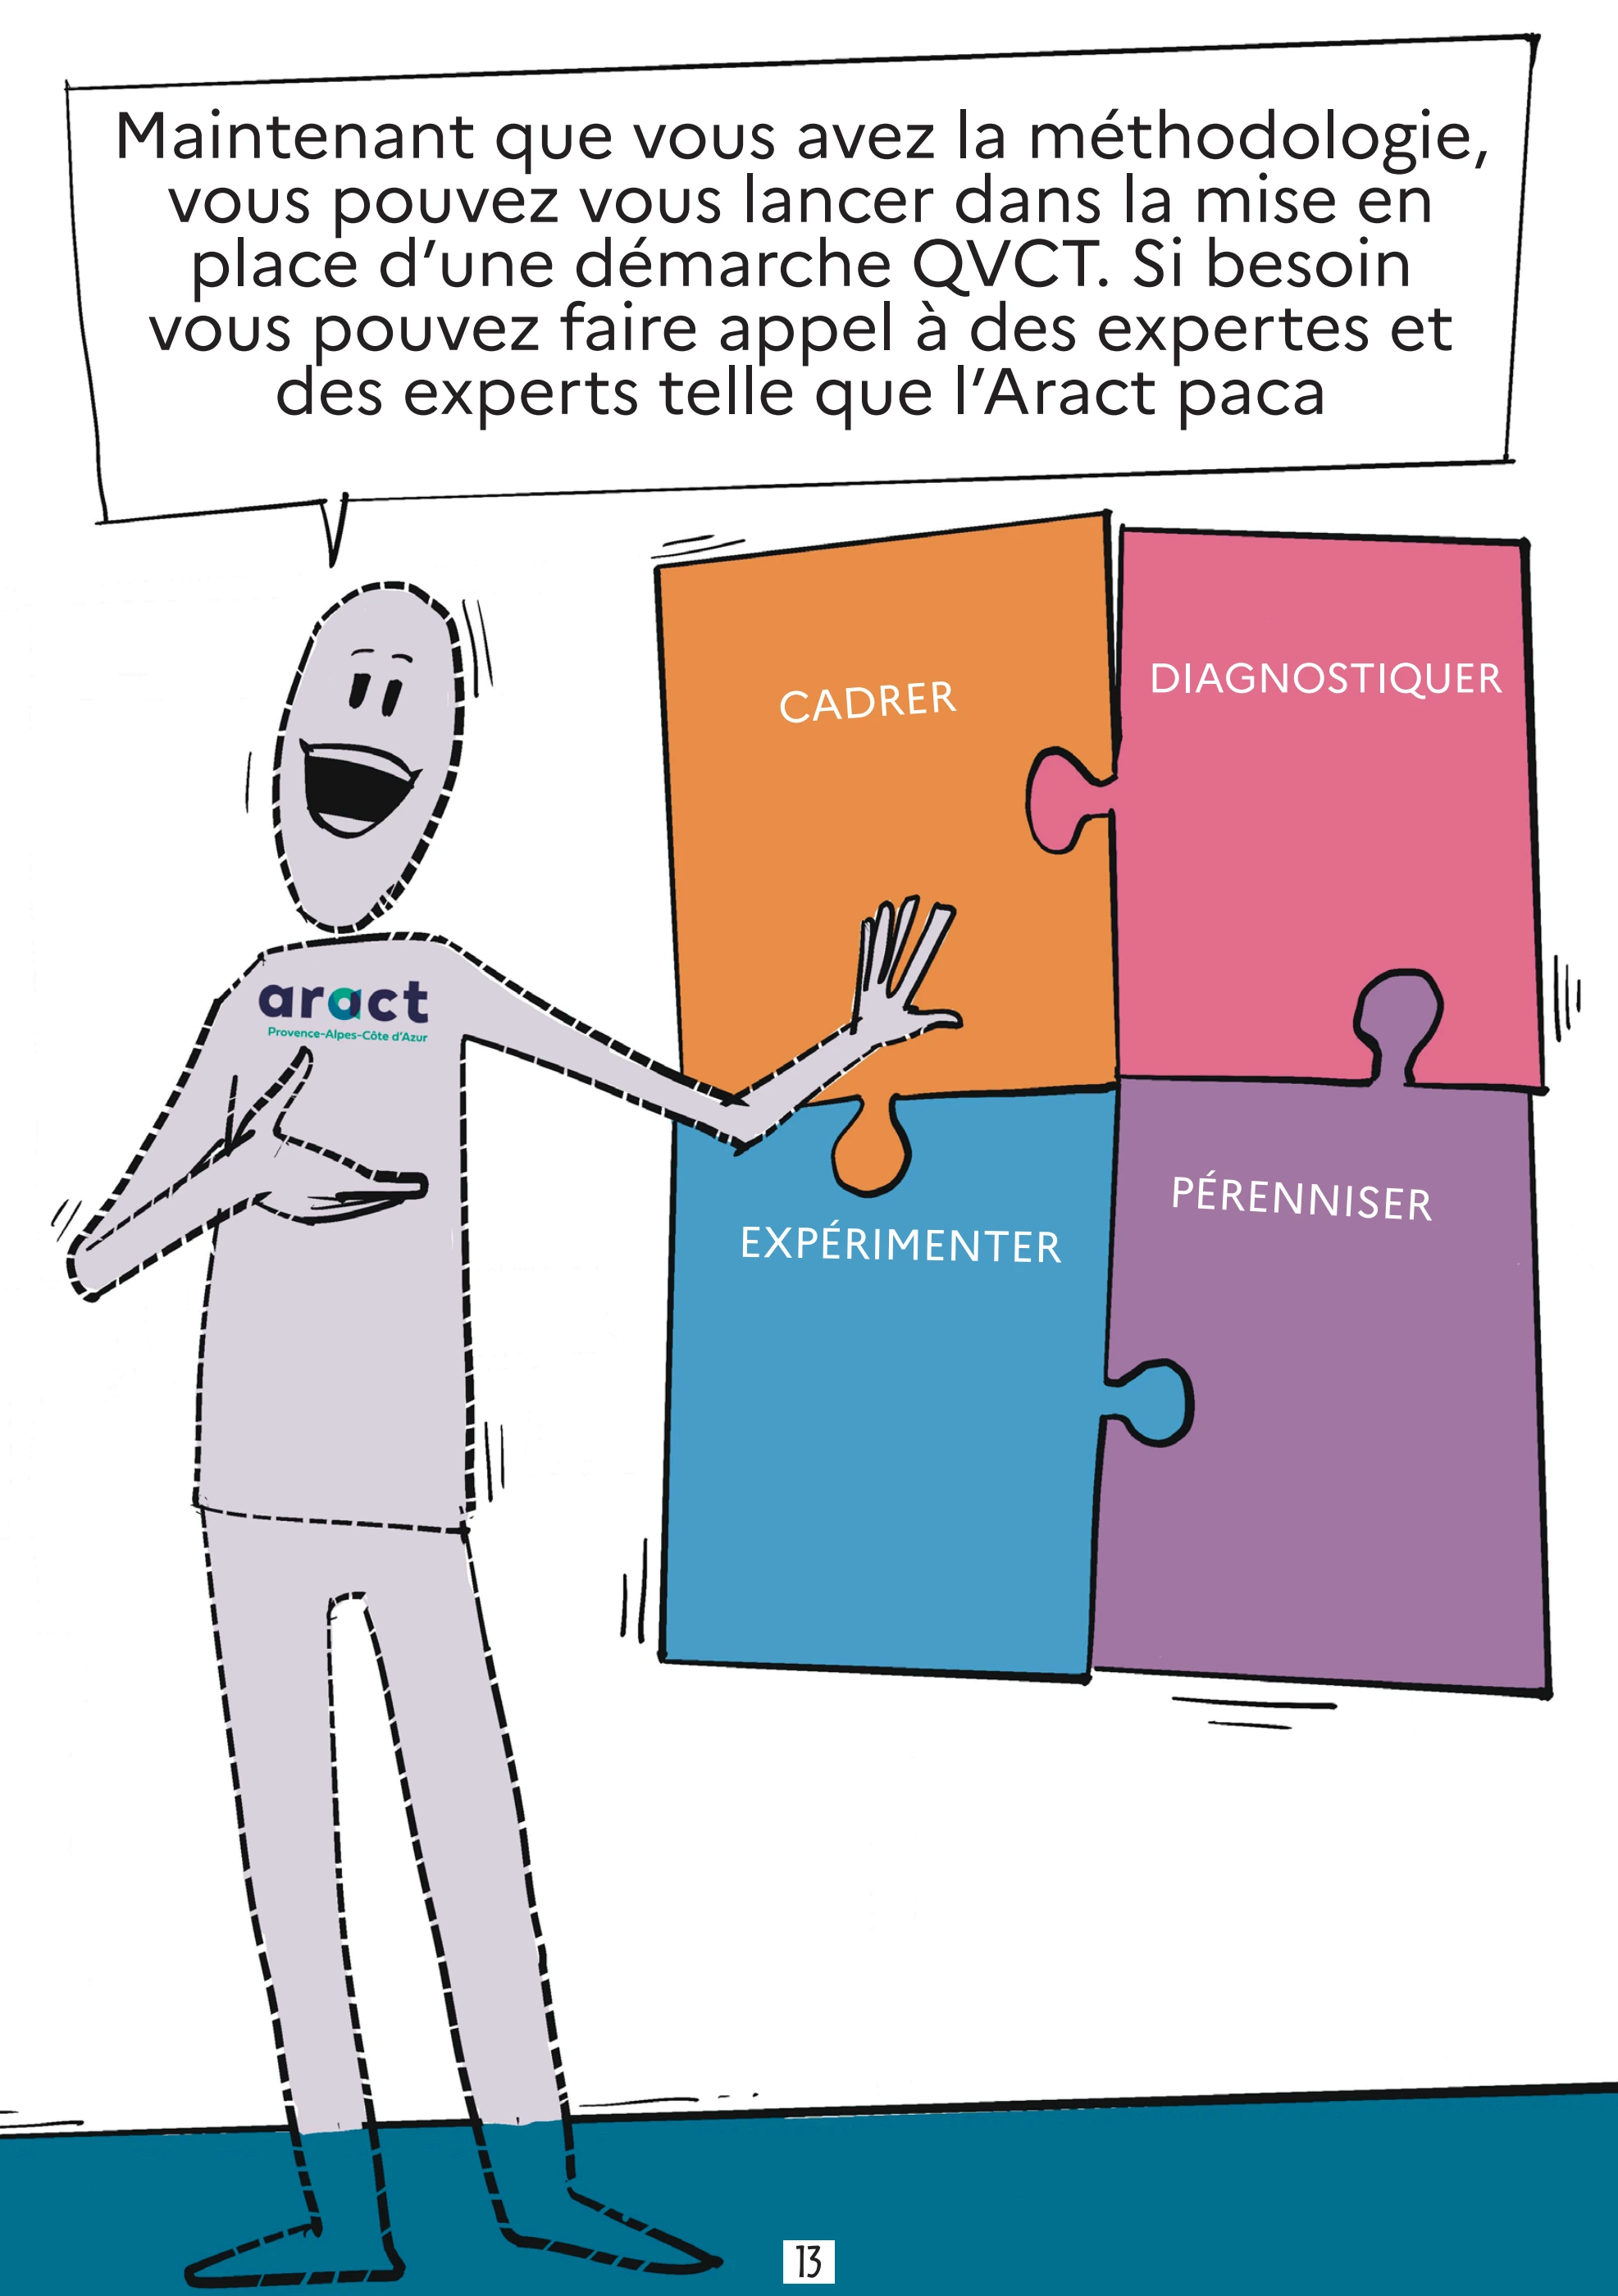 Maintenant que vous avez la méthodologie,
vous pouvez vous lancer dans la mise en
place d'une démarche QVCT. Si besoin
vous pouvez faire appel à des expertes et
des experts telle que l'Aract paca
CADRER
DIAGNOSTIQUER
aract
Provence-Alpes-Côte d'Azur
EXPÉRIMENTER
PÉRENNISER
13